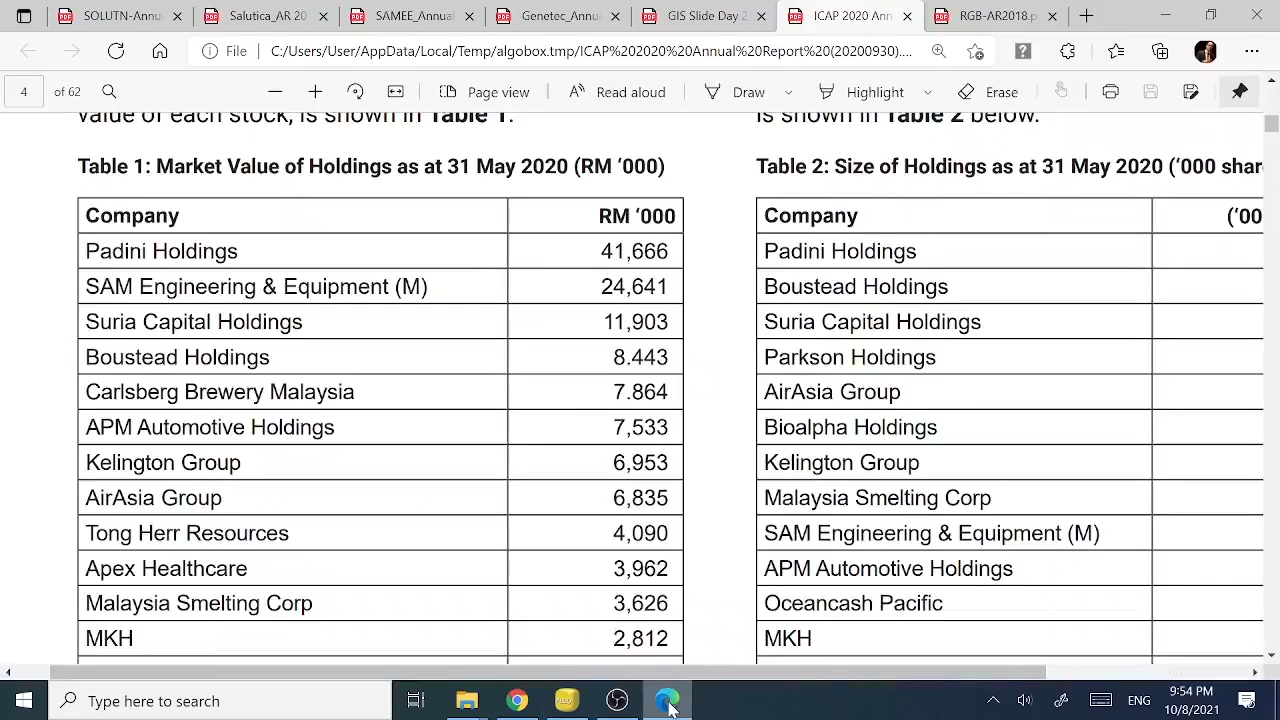 SOLUTN-Annu
Salutica_AR 20
SAMEE_Annual
Genetec_Annu
GIS Slide Day 2
ICAP 2020 Ann
RGB-AR2018.p
File
C:/Users/User/AppData/Local/Temp/algobox.tmp/ICAP%202020%20Annual%20Report%20(20200930)....
4 of 62
Page view
Read aloud
Draw
Highlight
Erase
value of each stock, is shown in Table 1.
Table 1: Market Value of Holdings as at 31 May 2020 (RM ‘000)
Company RM ‘000
Padini Holdings 41,666
SAM Engineering & Equipment (M) 24,641
Suria Capital Holdings 11,903
Boustead Holdings 8.443
Carlsberg Brewery Malaysia 7.864
APM Automotive Holdings 7,533
Kelington Group 6,953
AirAsia Group 6,835
Tong Herr Resources 4,090
Apex Healthcare 3,962
Malaysia Smelting Corp 3,626
MKH 2,812
is shown in Table 2 below.
Table 2: Size of Holdings as at 31 May 2020 (‘000 shar
Company (‘00
Padini Holdings
Boustead Holdings
Suria Capital Holdings
Parkson Holdings
AirAsia Group
Bioalpha Holdings
Kelington Group
Malaysia Smelting Corp
SAM Engineering & Equipment (M)
APM Automotive Holdings
Oceancash Pacific
MKH
Type here to search
ENG
9:54 PM
10/8/2021